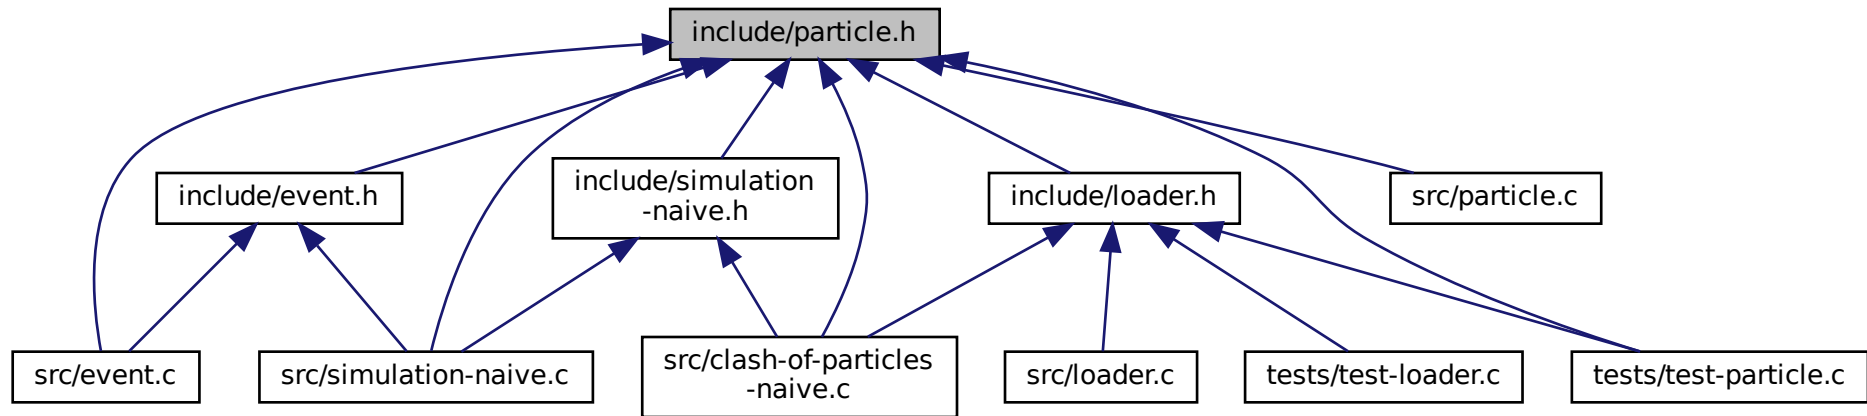 include/particle.h
include/event.h
include/simulation
-naive.h
include/loader.h
src/particle.c
src/event.c
src/simulation-naive.c
src/clash-of-particles
-naive.c
src/loader.c
tests/test-loader.c
tests/test-particle.c